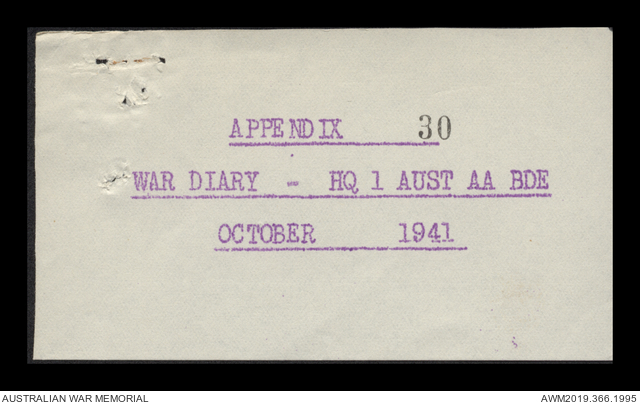 APPENDIX 30
WAR DIARY - HQ 1 AUST AA BDE
OCTOBER 1941
AUSTRALIAN WAR MEMORIAL
AWM2019.366.1995